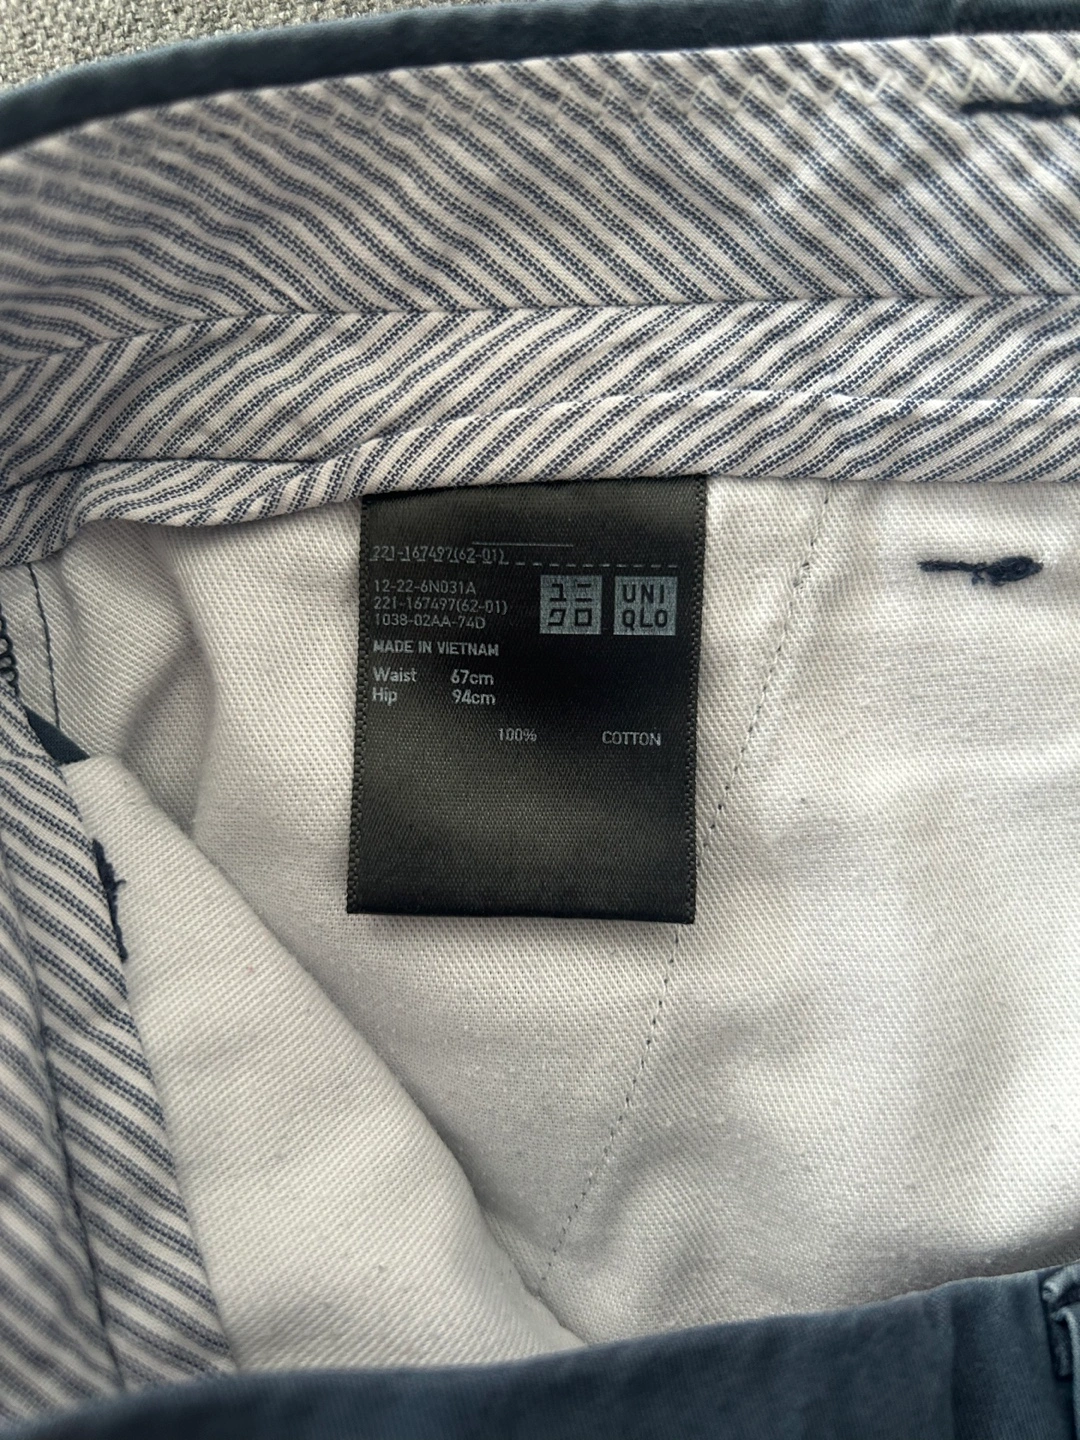 221-167497(62-01)
12-22-6N031A
221-167497(62-01)
1038-02AA-74D
ユニ
クロ
UNI
QLO
MADE IN VIETNAM
Waist 67cm
Hip 94cm
100% COTTON